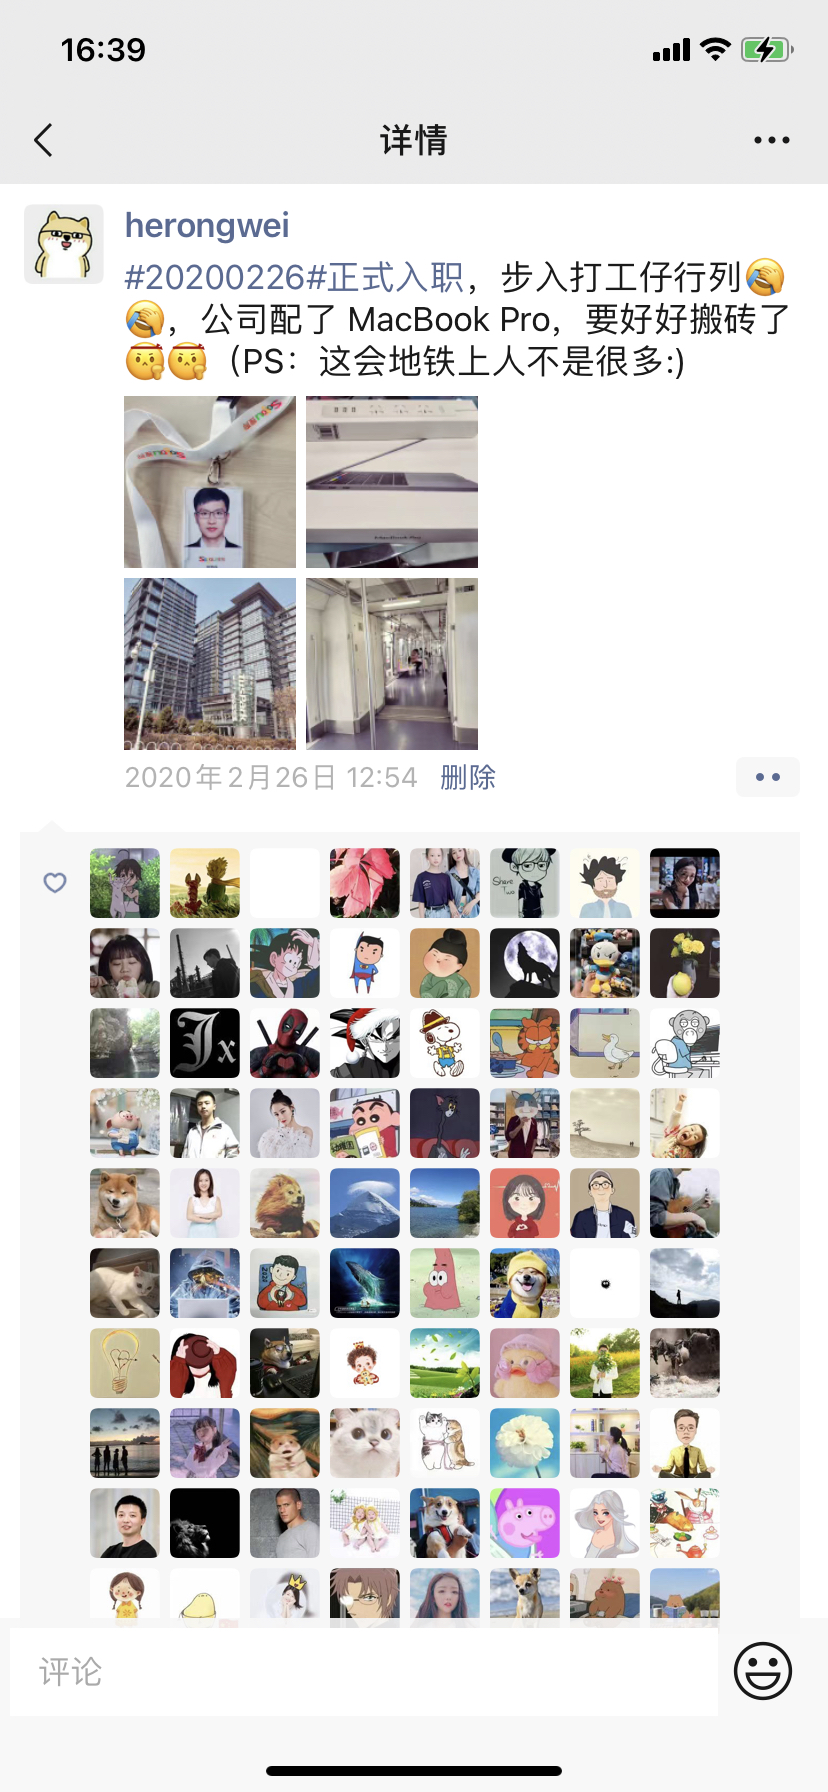 16:39
详情
herongwei
#20200226#正式入职，步入打工仔行列
，公司配了 MacBook Pro，要好好搬砖了
（PS：这会地铁上人不是很多:)
2020年2月26日 12:54 删除
Share
评论